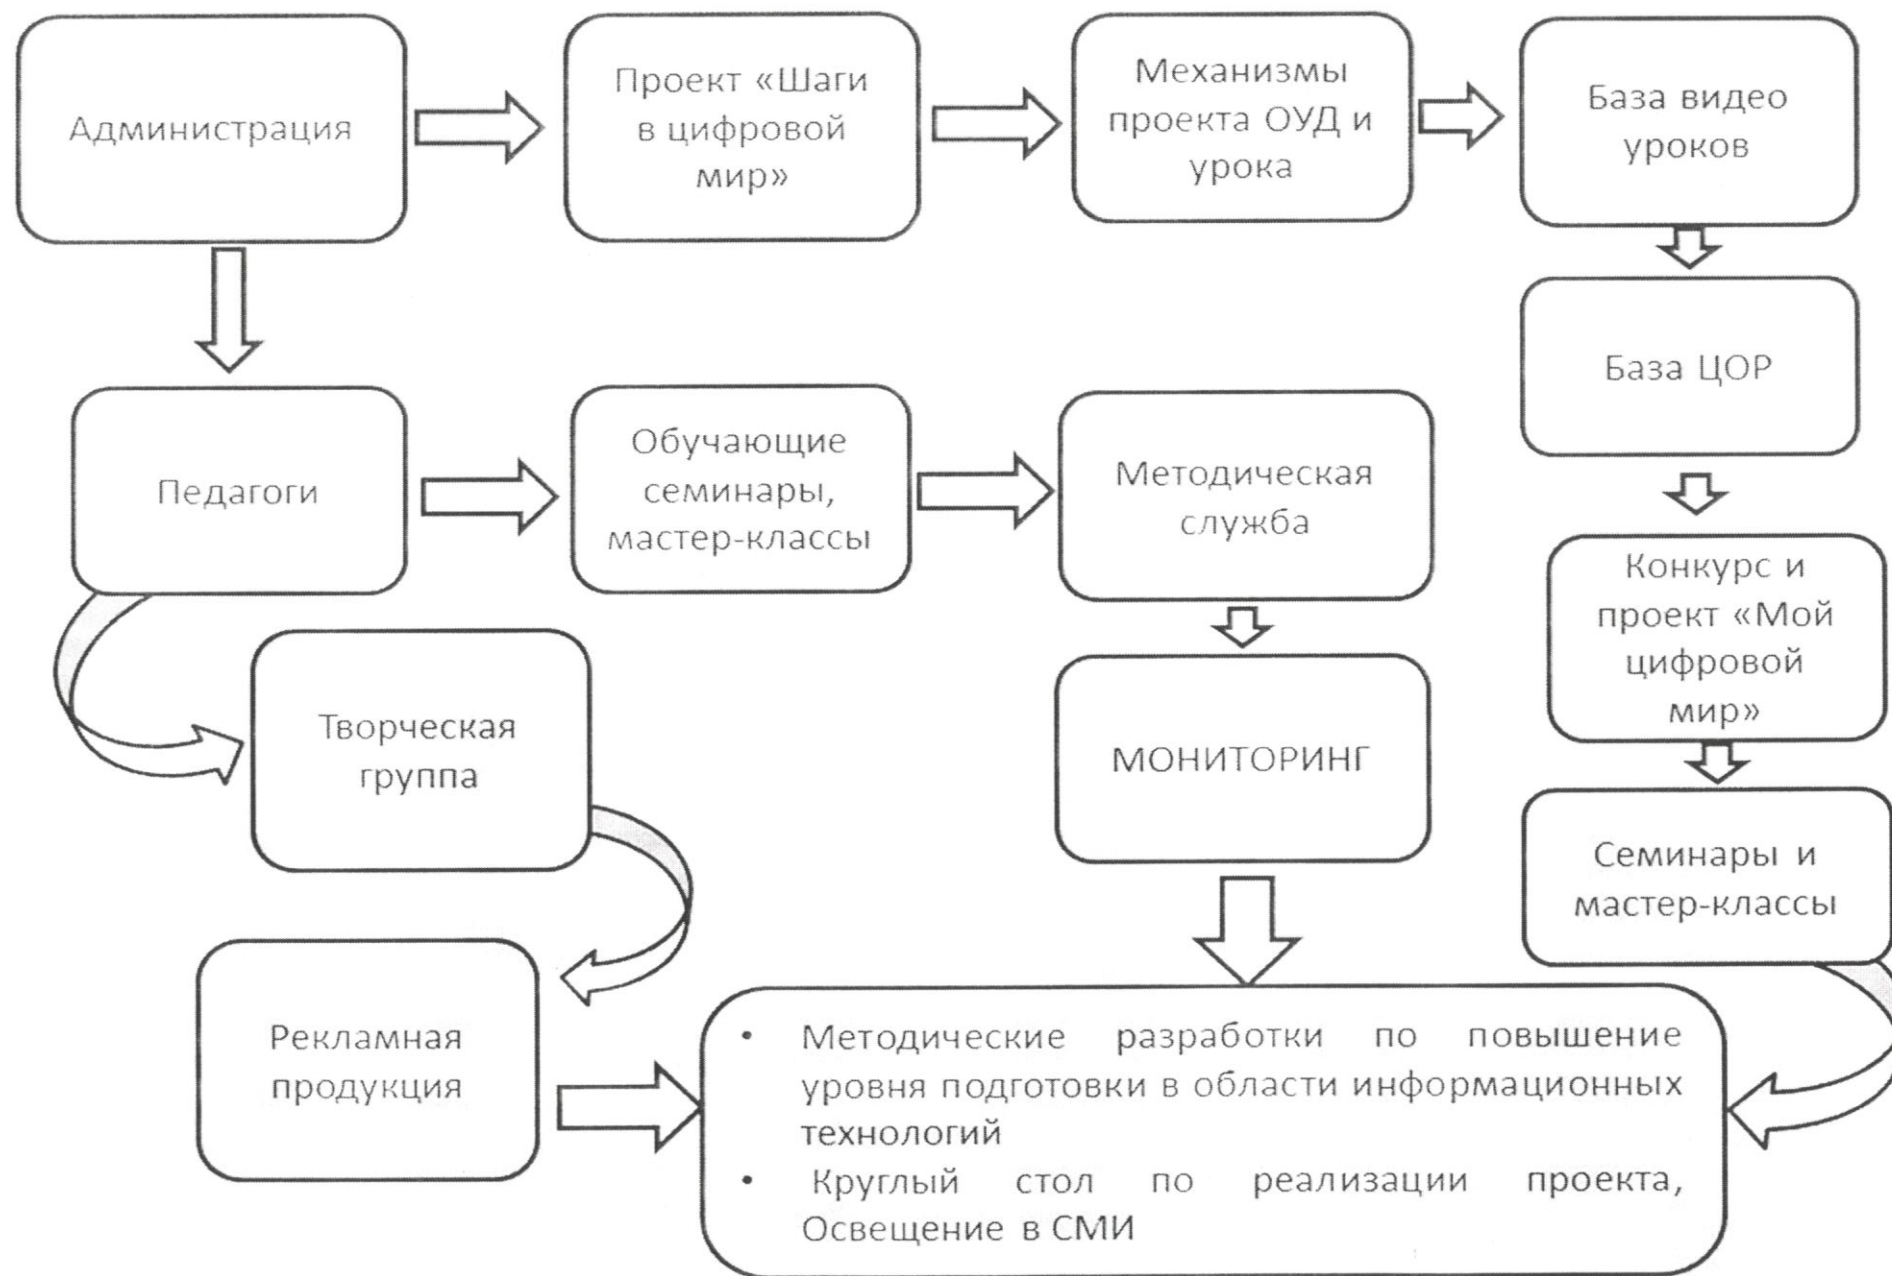 Администрация
Проект «Шаги
в цифровой
мир»
Механизмы
проекта ОУД и
урока
База видео
уроков
База ЦОР
Педагоги
Обучающие
семинары,
мастер-классы
Методическая
служба
Конкурс и
проект «Мой
цифровой
мир»
Творческая
группа
МОНИТОРИНГ
Семинары и
мастер-классы
Рекламная
продукция
• Методические разработки по повышение
уровня подготовки в области информационных
технологий
• Круглый стол по реализации проекта,
Освещение в СМИ